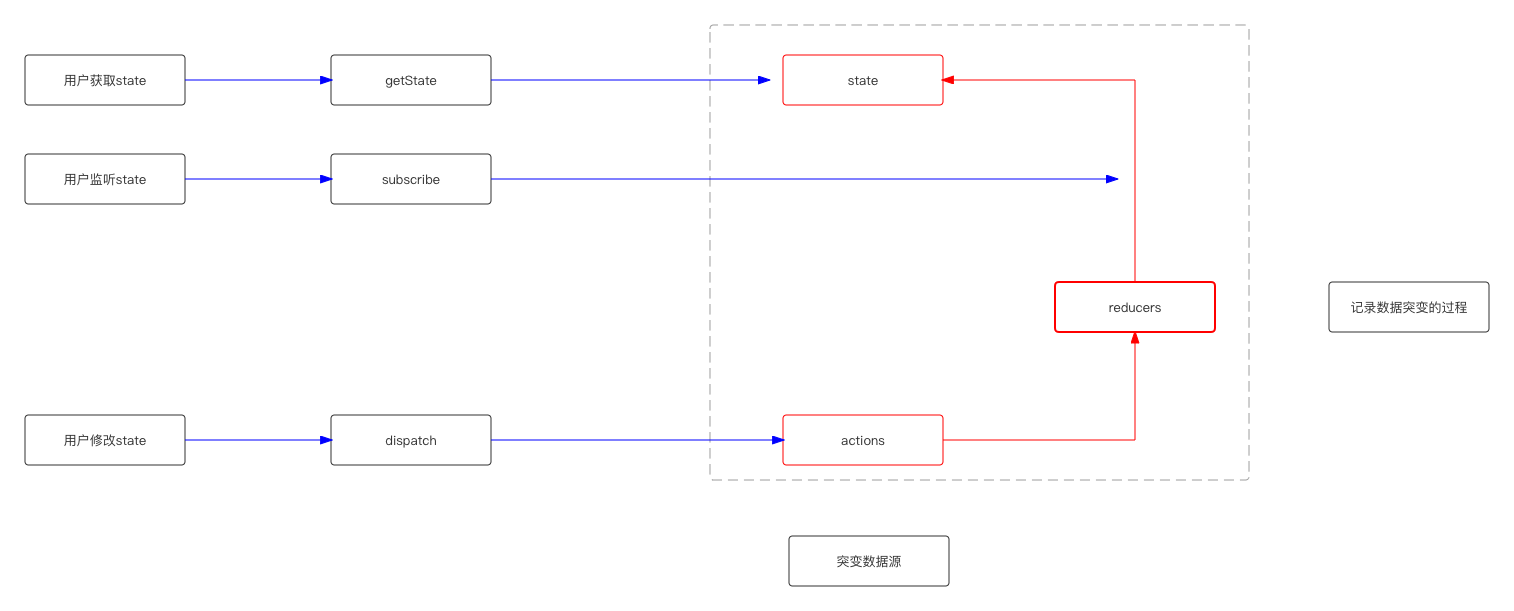 用户获取state
getState
state
用户监听state
subscribe
reducers
记录数据突变的过程
用户修改state
dispatch
actions
突变数据源